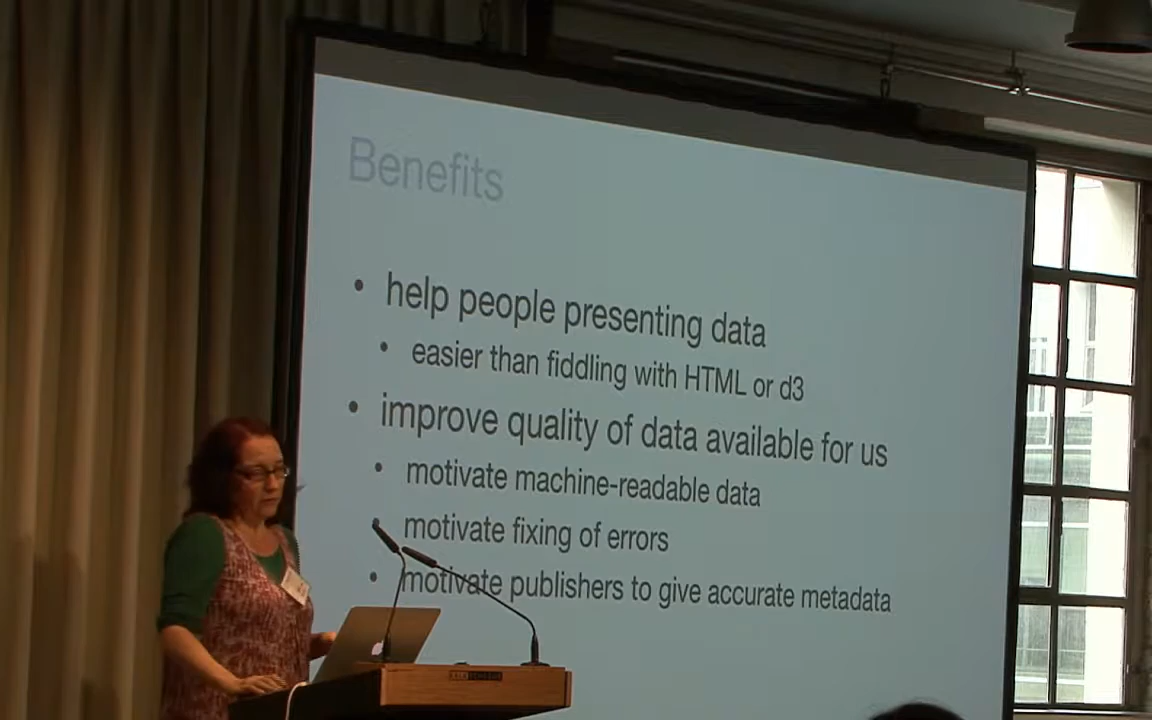 Benefits
• help people presenting data
• easier than fiddling with HTML or d3
• improve quality of data available for us
• motivate machine-readable data
motivate fixing of errors
• motivate publishers to give accurate metadata